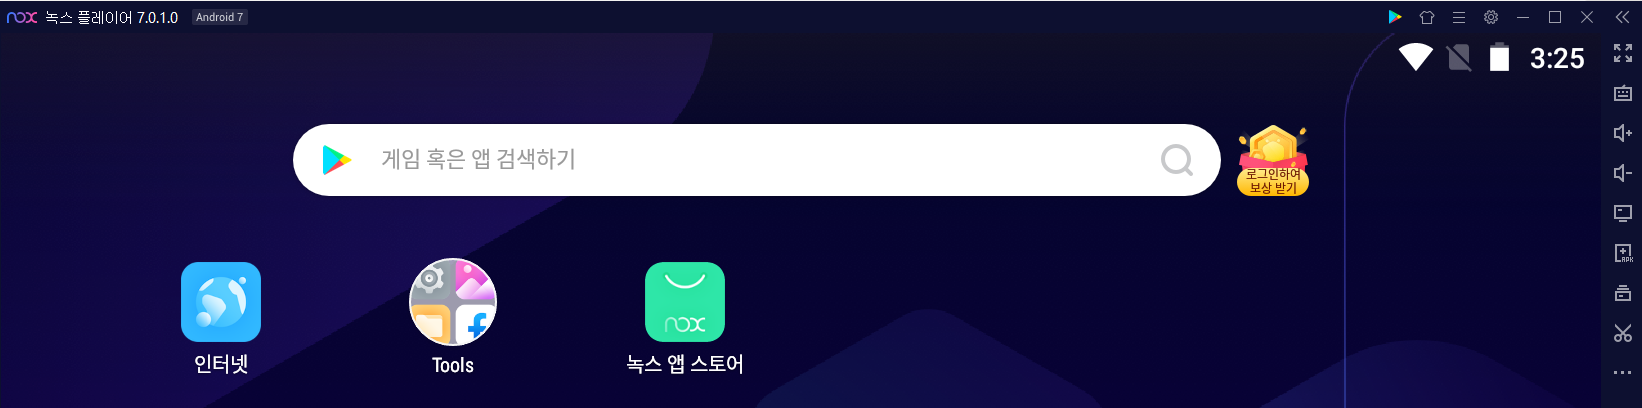 nox 녹스 플레이어 7.0.1.0 Android 7
3:25
게임 혹은 앱 검색하기
로그인하여
보상 받기
인터넷
Tools
nox
녹스 앱 스토어
APK